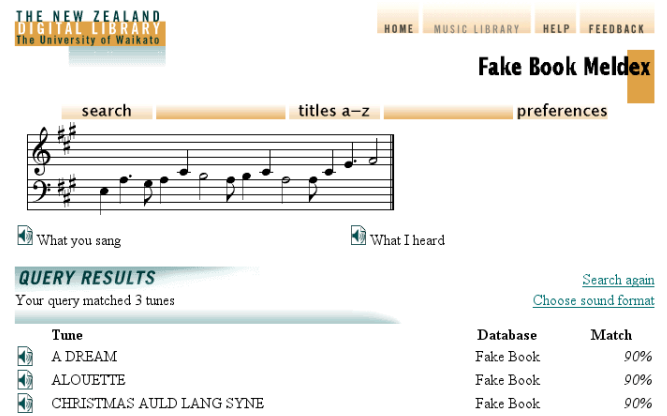 THE NEW ZEALAND
DIGITAL LIBRARY
The University of Waikato
HOME MUSIC LIBRARY HELP FEEDBACK
Fake Book Meldex
search titles a–z preferences
What you sang What I heard
QUERY RESULTS
Search again
Your query matched 3 tunes Choose sound format
Tune Database Match
A DREAM Fake Book 90%
ALOUETTE Fake Book 90%
CHRISTMAS AULD LANG SYNE Fake Book 90%